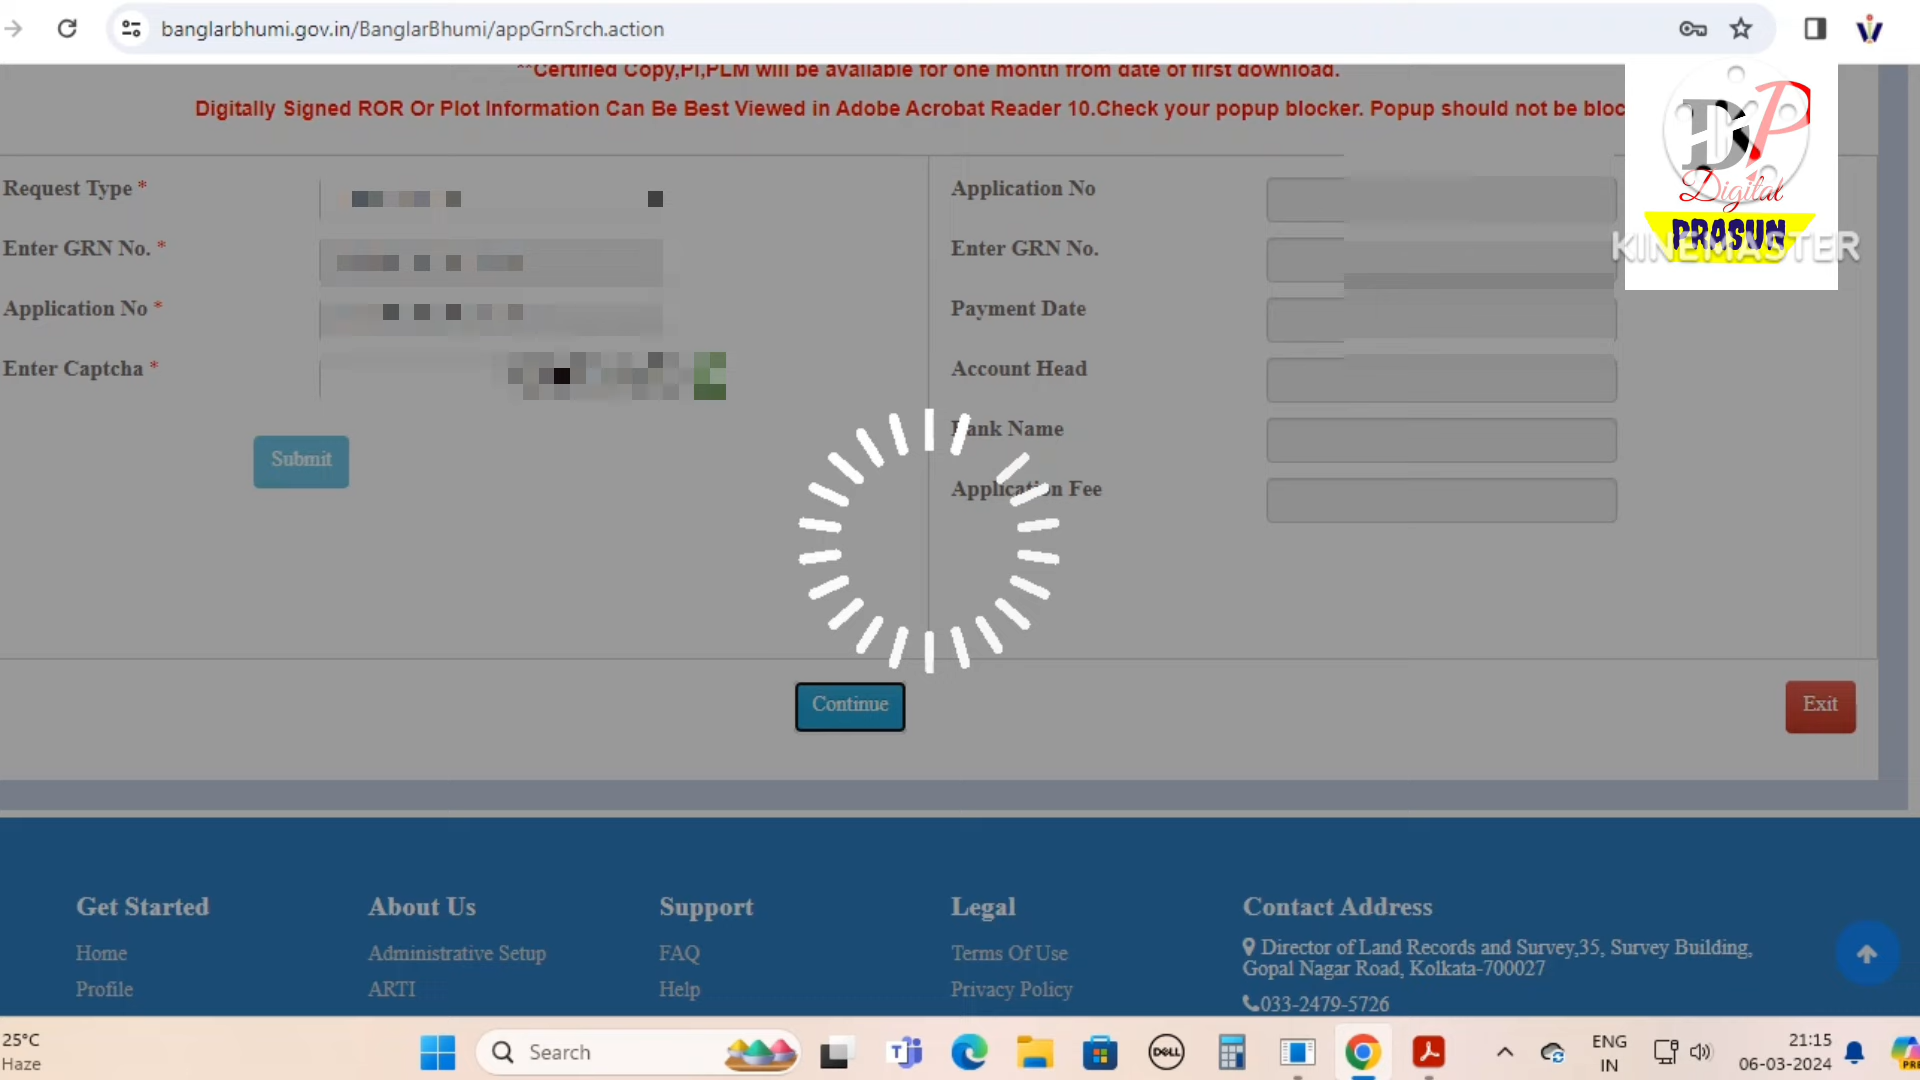 banglarbhumi.gov.in/BanglarBhumi/appGrnSrch.action
**Certified Copy,PI,PLM will be available for one month from date of first download.
Digitally Signed ROR Or Plot Information Can Be Best Viewed in Adobe Acrobat Reader 10.Check your popup blocker. Popup should not be bloc
DP
Digital
PRASUN
KINEMASTER
Request Type *
Enter GRN No. *
Application No *
Enter Captcha *
Submit
Application No
Enter GRN No.
Payment Date
Account Head
Bank Name
Application Fee
Continue
Exit
Get Started
Home
Profile
About Us
Administrative Setup
ARTI
Support
FAQ
Help
Legal
Terms Of Use
Privacy Policy
Contact Address
Director of Land Records and Survey,35, Survey Building,
Gopal Nagar Road, Kolkata-700027
033-2479-5726
25°C
Haze
Search
DELL
ENG
IN
21:15
06-03-2024